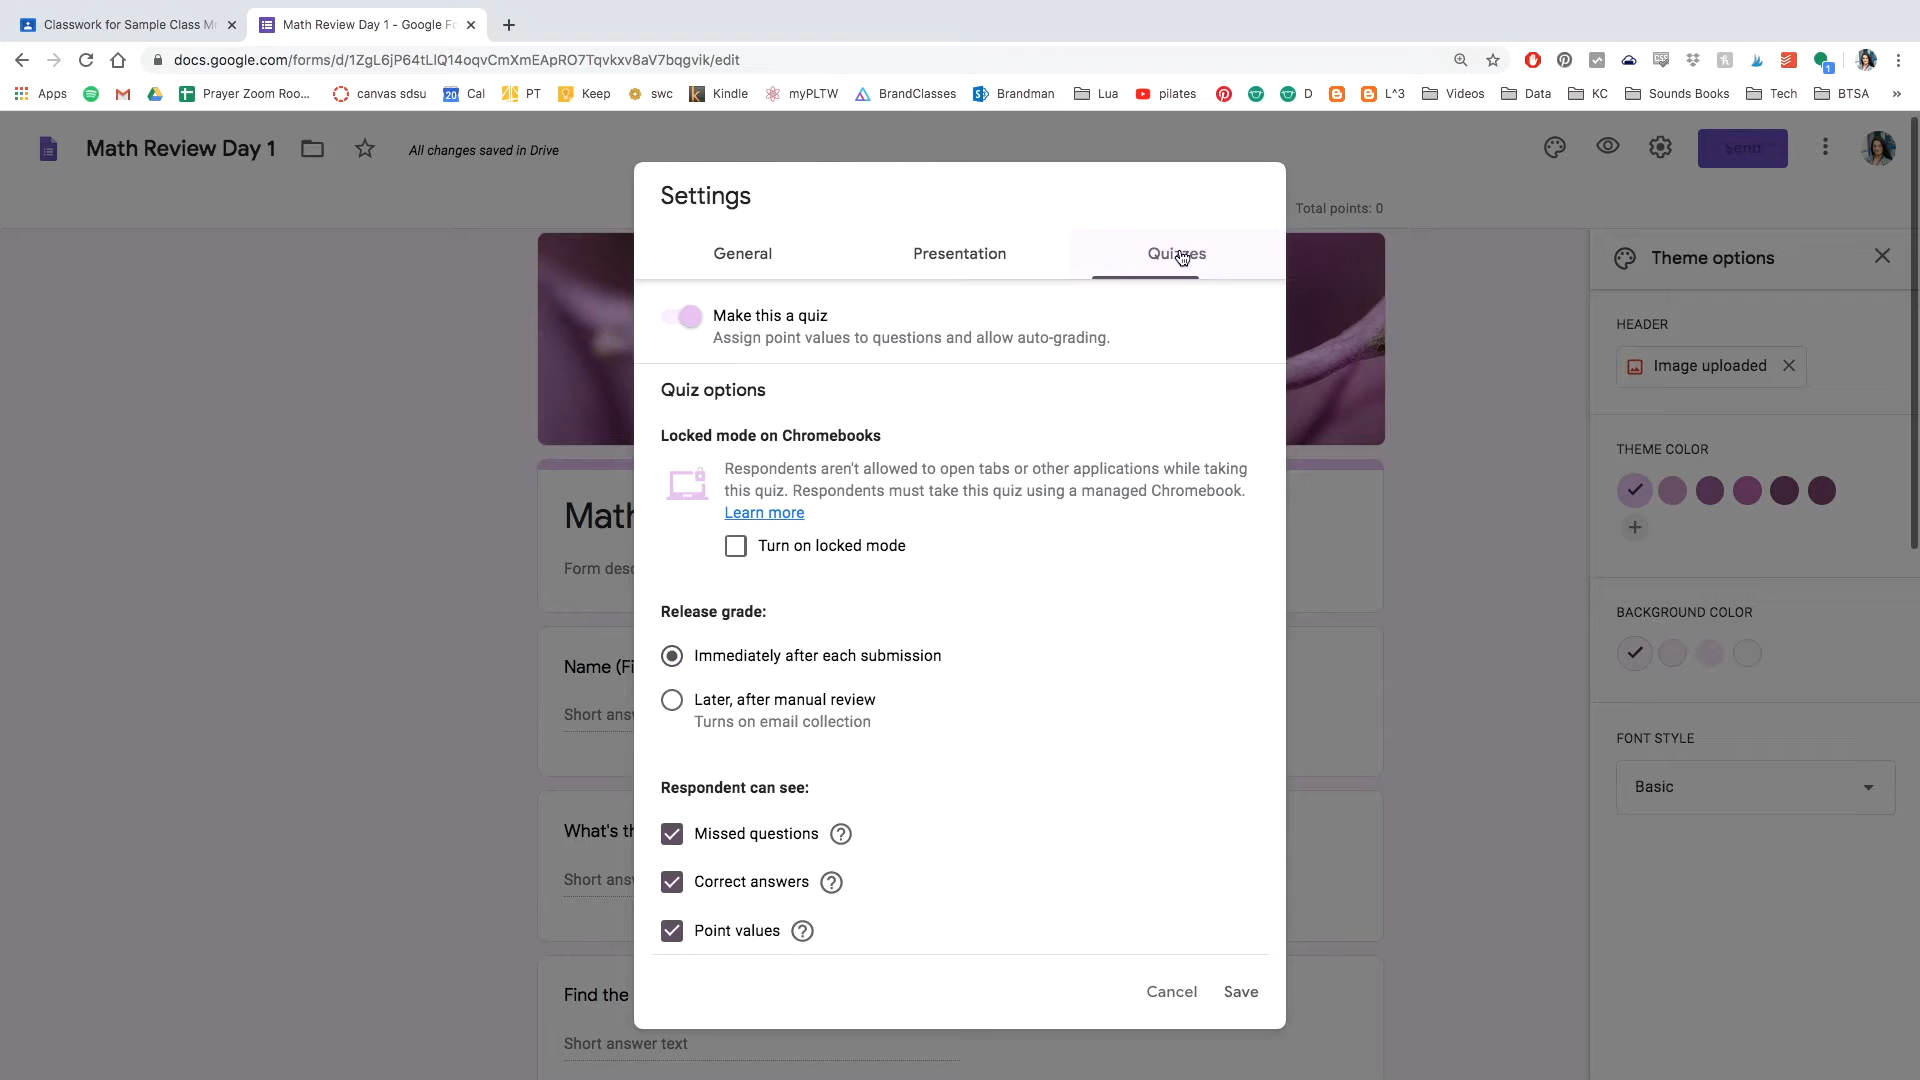 Classwork for Sample Class Mr
Math Review Day 1 - Google Fo
docs.google.com/forms/d/1ZgL6jP64tLlQ14oqvCmXmEApRO7Tqvkxv8aV7bqgvik/edit
1
Apps
Prayer Zoom Roo...
canvas sdsu
20 Cal
PT
Keep
swc
Kindle
myPLTW
BrandClasses
Brandman
Lua
pilates
D
L^3
Videos
Data
KC
Sounds Books
Tech
BTSA
Math Review Day 1
All changes saved in Drive
Send
Total points: 0
Settings
General
Presentation
Quizzes
Make this a quiz
Assign point values to questions and allow auto-grading.
Quiz options
Locked mode on Chromebooks
Respondents aren't allowed to open tabs or other applications while taking
this quiz. Respondents must take this quiz using a managed Chromebook.
Learn more
Turn on locked mode
Release grade:
Immediately after each submission
Later, after manual review
Turns on email collection
Respondent can see:
Missed questions
Correct answers
Point values
Cancel
Save
Math
Form desc
Name (Fi
Short ans
What's th
Short ans
Find the
Short answer text
Theme options
HEADER
Image uploaded
THEME COLOR
BACKGROUND COLOR
FONT STYLE
Basic